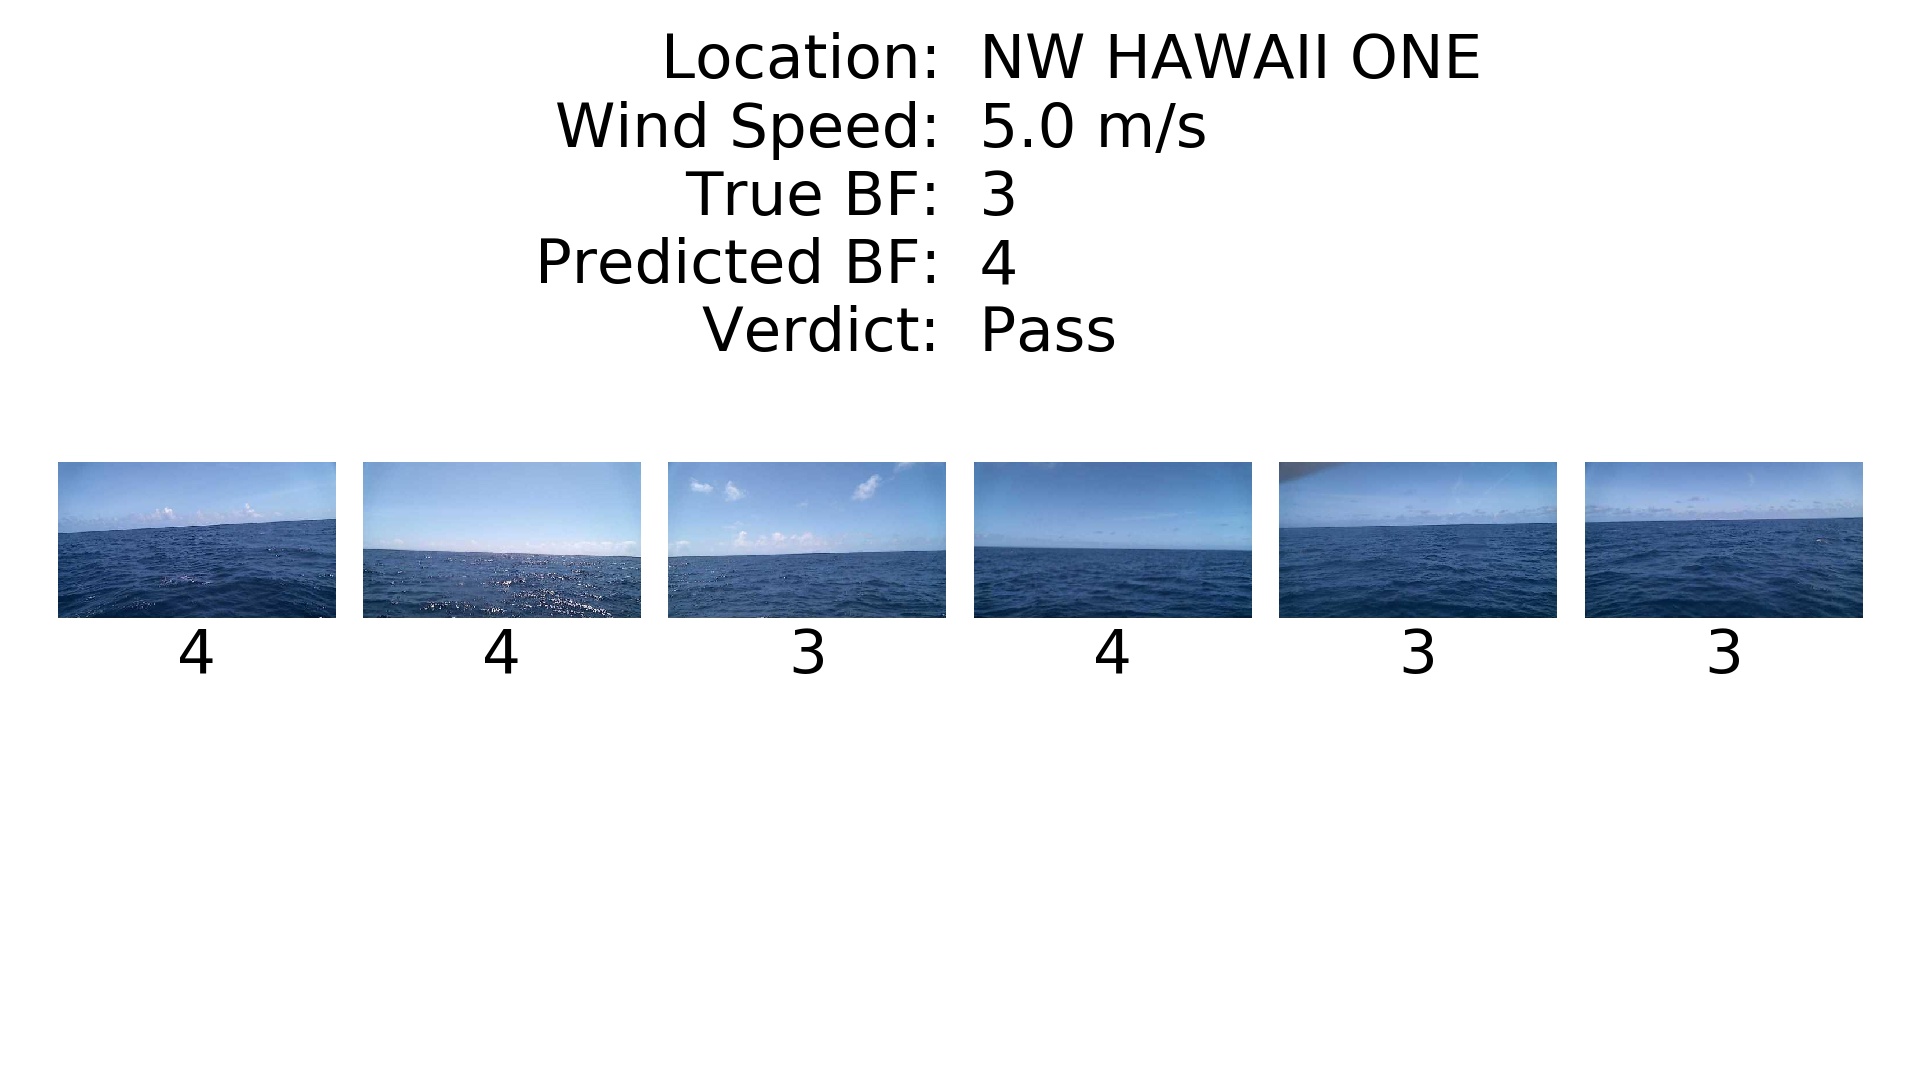 Location: NW HAWAII ONE
Wind Speed: 5.0 m/s
True BF: 3
Predicted BF: 4
Verdict: Pass
4 4 3 4 3 3